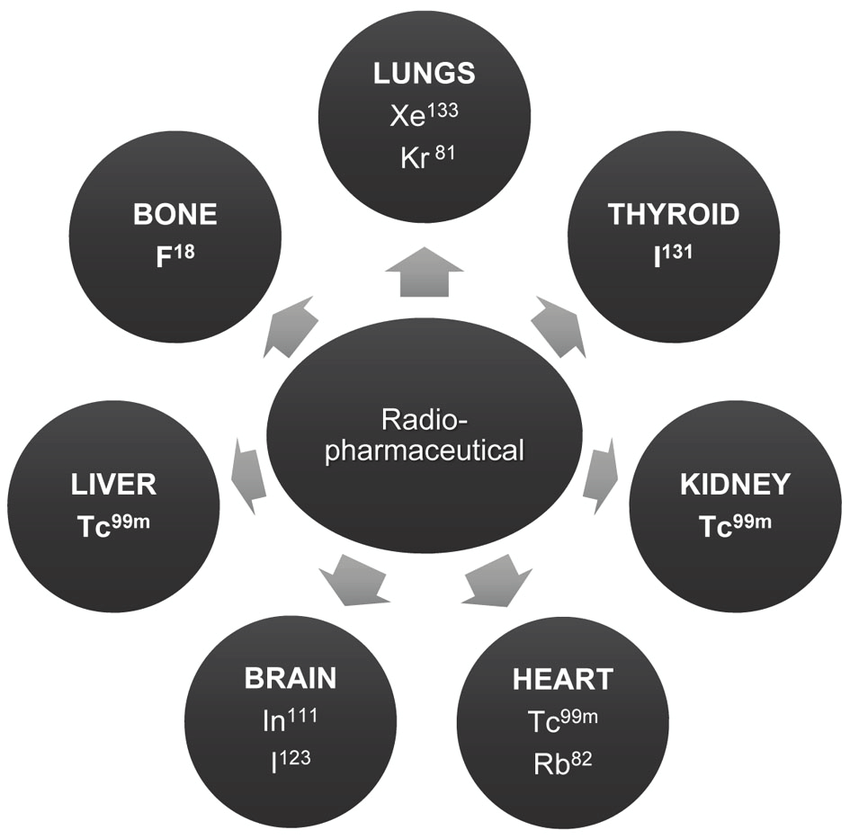 LUNGS
Xe¹³³
Kr ⁸¹
BONE
F¹⁸
THYROID
I¹³¹
Radio-
pharmaceutical
LIVER
Tc⁹⁹ᵐ
KIDNEY
Tc⁹⁹ᵐ
BRAIN
In¹¹¹
I¹²³
HEART
Tc⁹⁹ᵐ
Rb⁸²